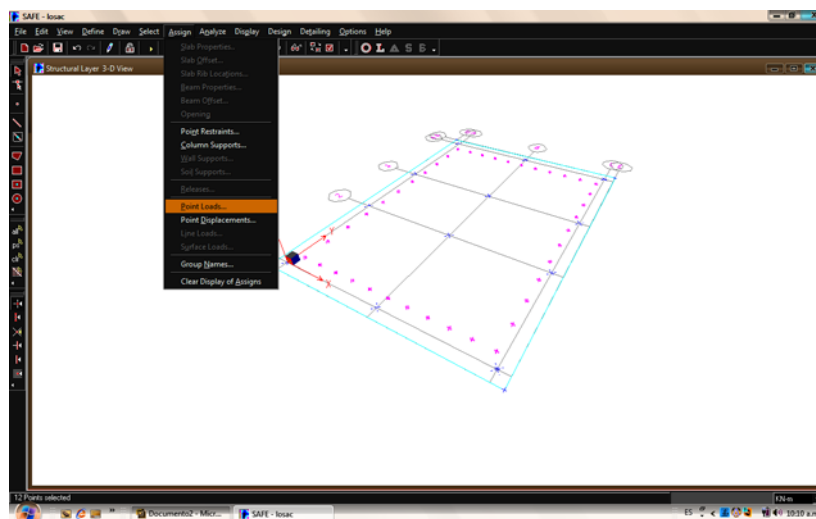 SAFE - losac
File Edit View Define Draw Select Assign Analyze Display Design Detailing Options Help
Structural Layer 3-D View
Slab Properties...
Slab Offset...
Slab Rib Locations...
Beam Properties...
Beam Offset...
Opening
Point Restraints...
Column Supports...
Wall Supports...
Soil Supports...
Releases...
Point Loads...
Point Displacements...
Line Loads...
Surface Loads...
Group Names...
Clear Display of Assigns
Y
X
12 Points selected
KN-m
Documento2 - Micr...
SAFE - losac
ES
10:10 a.m